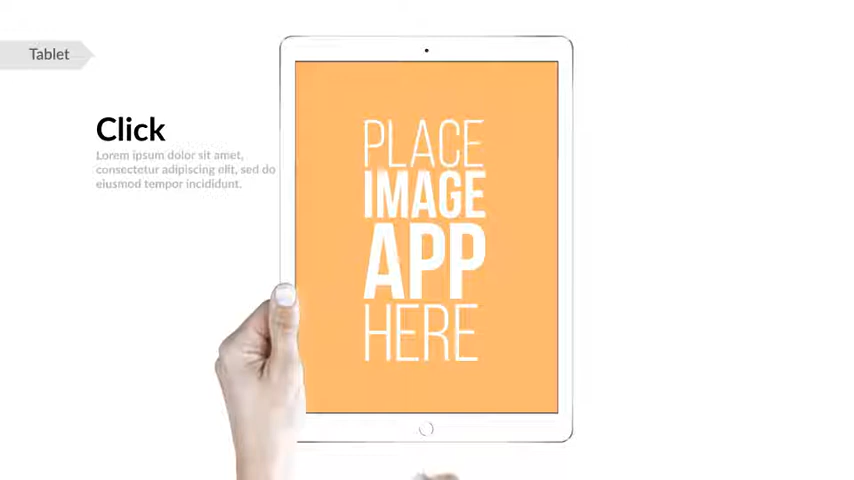 Tablet
Click
Lorem ipsum dolor sit amet,
consectetur adipiscing elit, sed do
eiusmod tempor incididunt.
PLACE
IMAGE
APP
HERE